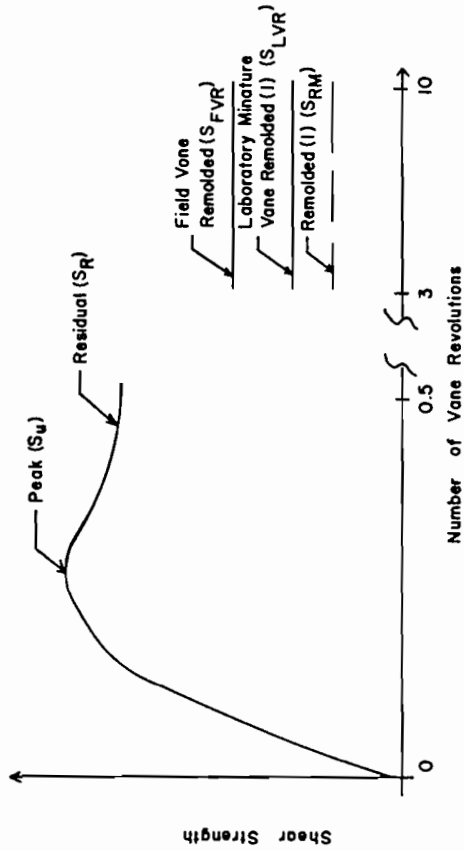 Shear Strength
Peak (Su)
Residual (SR)
Field Vane
Remolded (SFVR)
Laboratory Minature
Vane Remolded (1) (SLVR)
Remolded (1) (SRM)
0
0.5
3
10
Number of Vane Revolutions